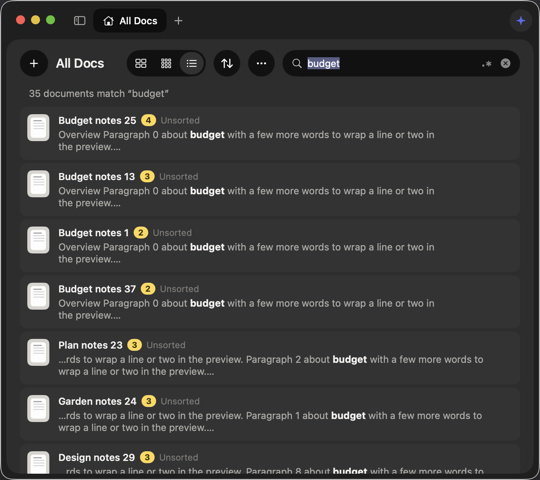 All Docs
All Docs
budget
.*
35 documents match “budget”
Budget notes 25 4 Unsorted
Overview Paragraph 0 about budget with a few more words to wrap a line or two in
the preview.…
Budget notes 13 3 Unsorted
Overview Paragraph 0 about budget with a few more words to wrap a line or two in
the preview.…
Budget notes 1 2 Unsorted
Overview Paragraph 0 about budget with a few more words to wrap a line or two in
the preview.…
Budget notes 37 2 Unsorted
Overview Paragraph 0 about budget with a few more words to wrap a line or two in
the preview.…
Plan notes 23 3 Unsorted
…rds to wrap a line or two in the preview. Paragraph 2 about budget with a few more words to
wrap a line or two in the preview.…
Garden notes 24 3 Unsorted
…rds to wrap a line or two in the preview. Paragraph 1 about budget with a few more words to
wrap a line or two in the preview.…
Design notes 29 3 Unsorted
…rds to wrap a line or two in the preview. Paragraph 8 about budget with a few more words to